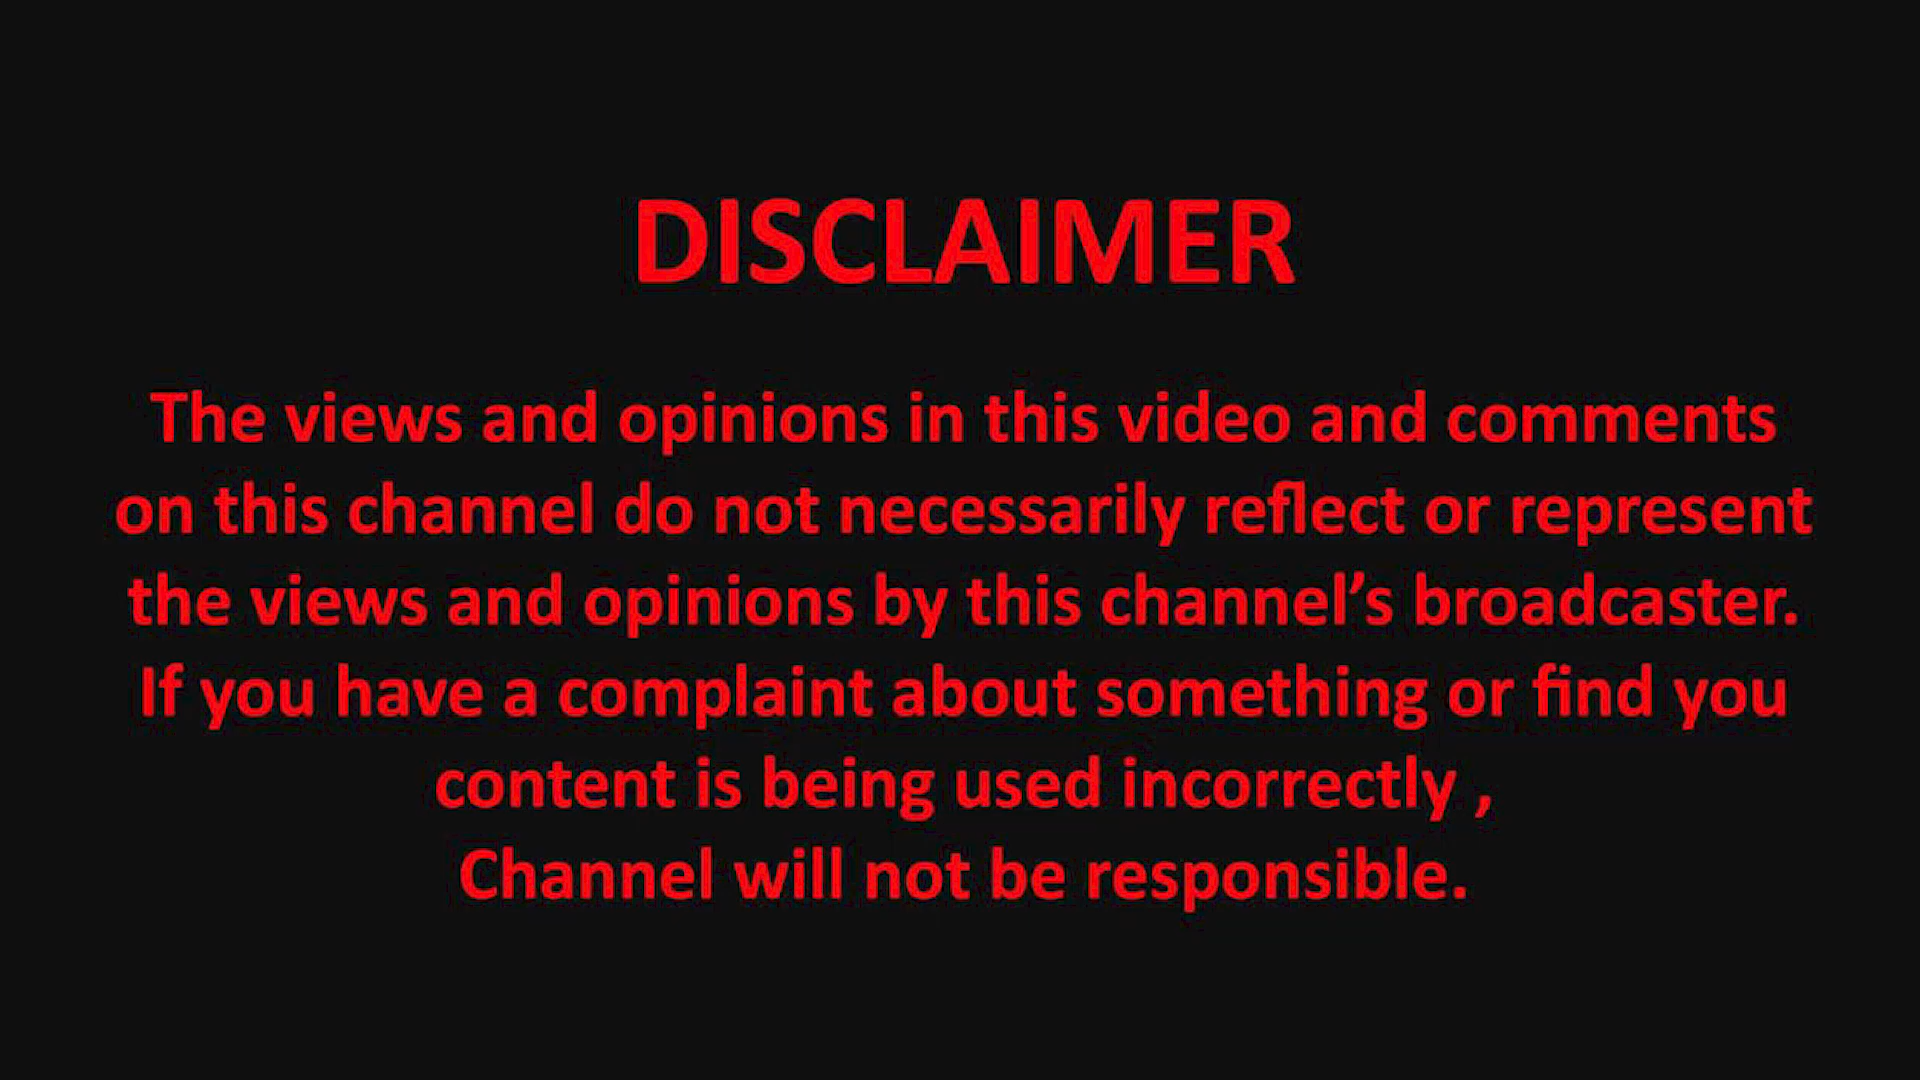 DISCLAIMER
The views and opinions in this video and comments
on this channel do not necessarily reflect or represent
the views and opinions by this channel’s broadcaster.
If you have a complaint about something or find you
content is being used incorrectly ,
Channel will not be responsible.